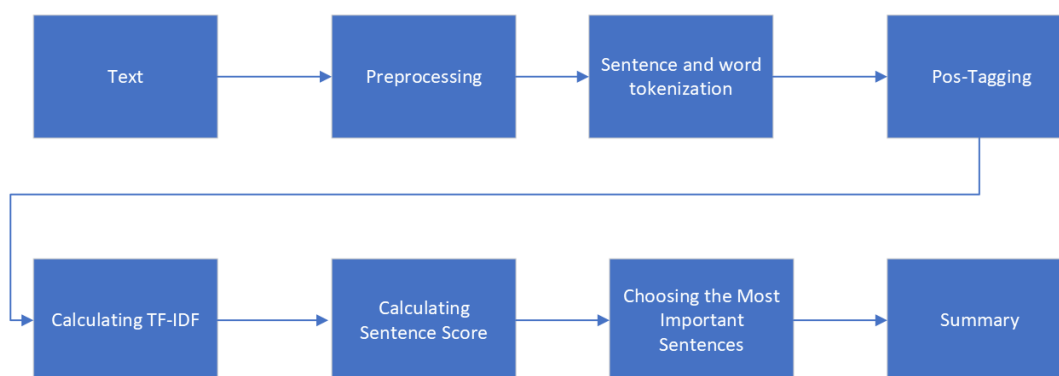 Text
Preprocessing
Sentence and word
tokenization
Pos-Tagging
Calculating TF-IDF
Calculating
Sentence Score
Choosing the Most
Important
Sentences
Summary